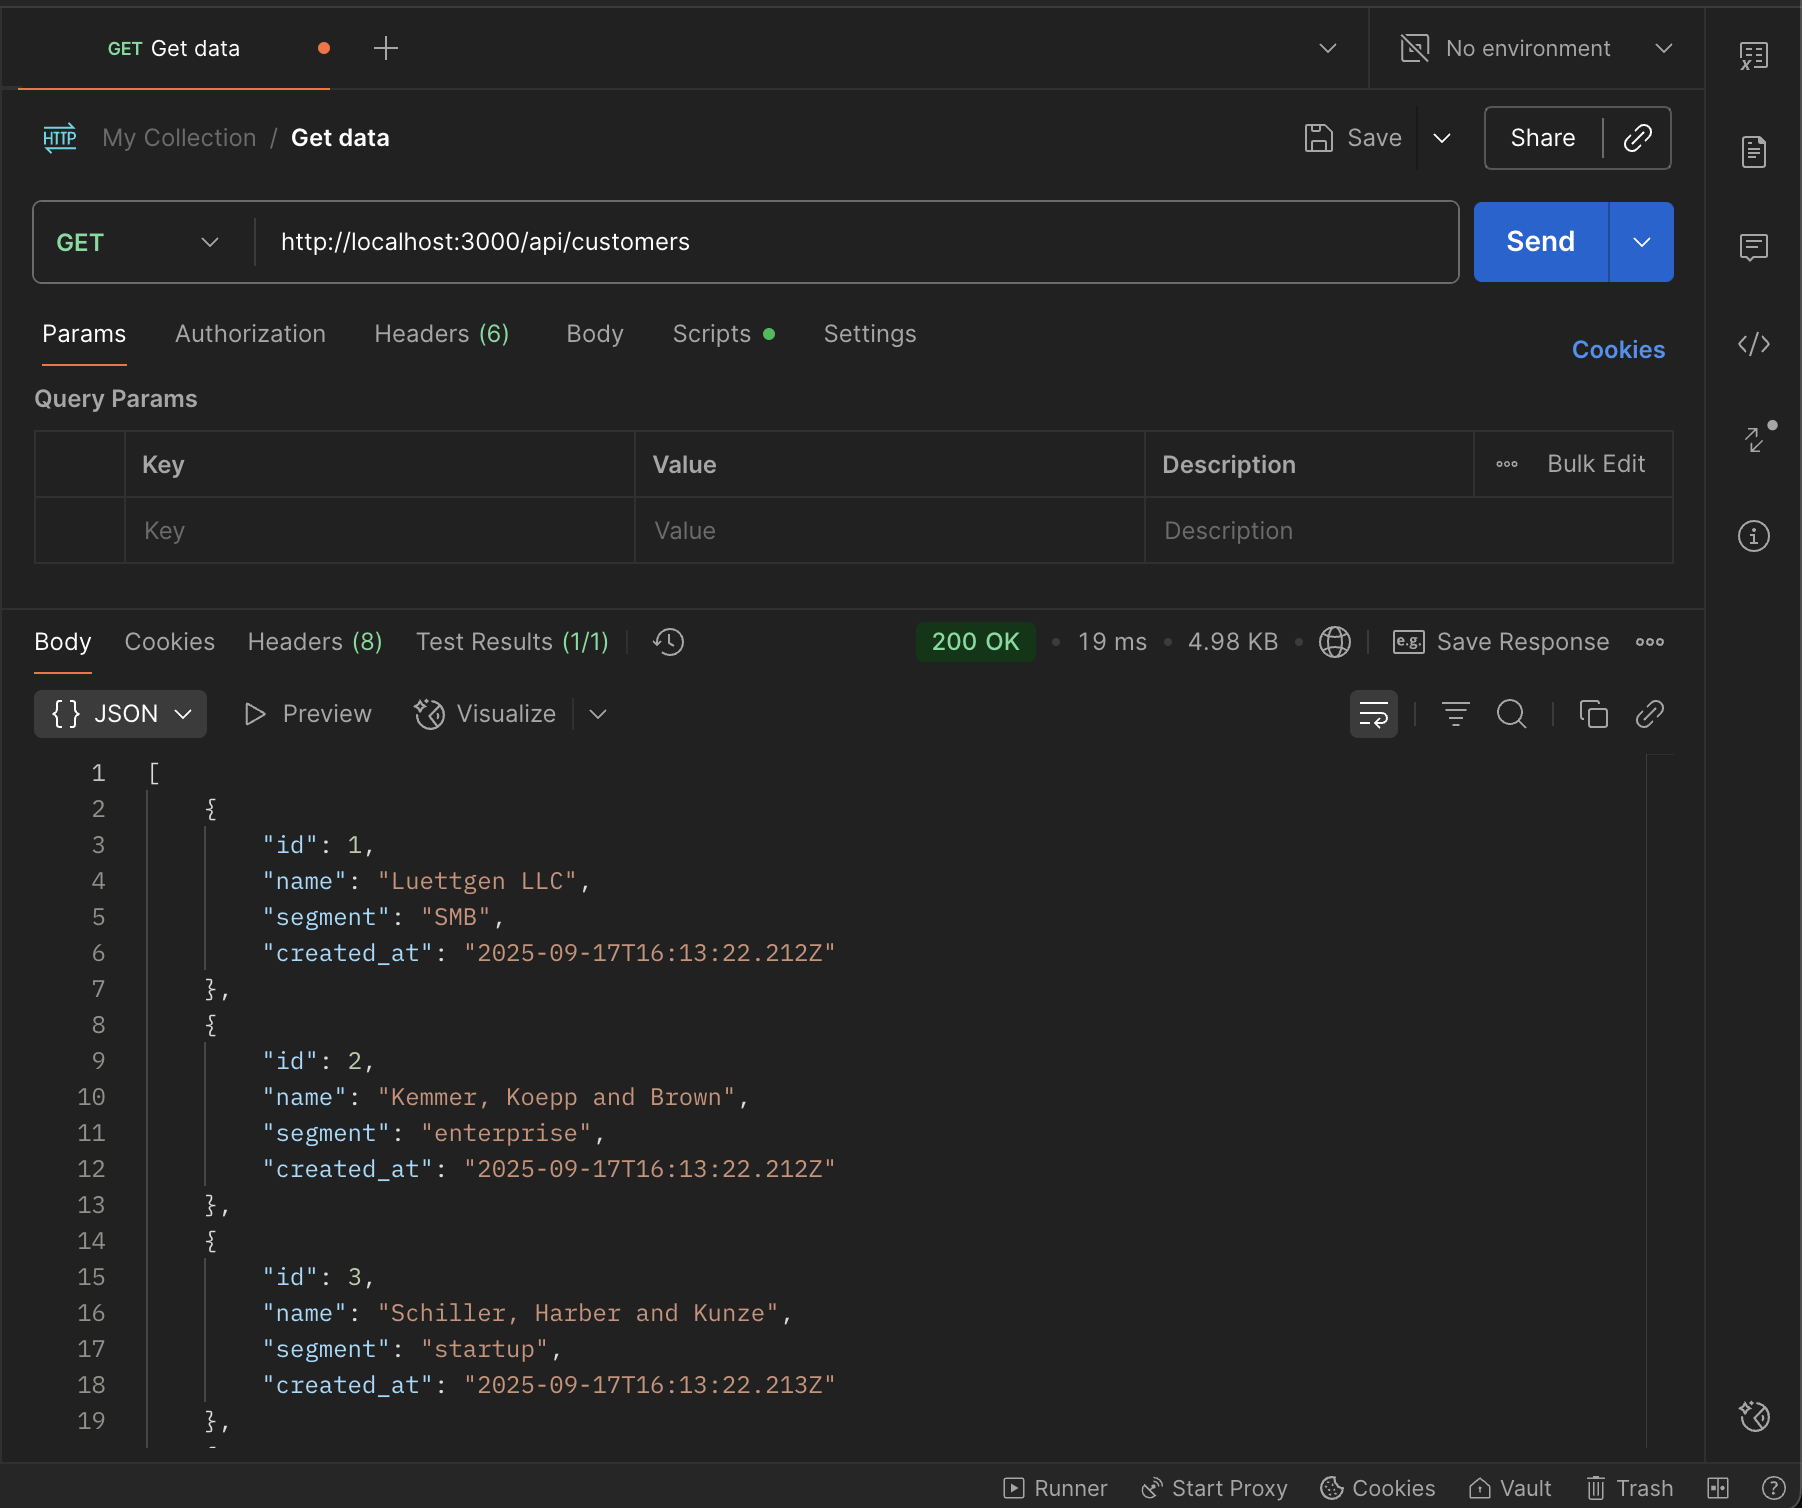 GET Get data
No environment
HTTP My Collection / Get data
Save
Share
GET http://localhost:3000/api/customers
Send
Params Authorization Headers (6) Body Scripts Settings
Cookies
Query Params
Key Value Description Bulk Edit
Key Value Description
Body Cookies Headers (8) Test Results (1/1) 200 OK 19 ms 4.98 KB e.g. Save Response
{} JSON Preview Visualize
1 [
2 {
3 "id": 1,
4 "name": "Luettgen LLC",
5 "segment": "SMB",
6 "created_at": "2025-09-17T16:13:22.212Z"
7 },
8 {
9 "id": 2,
10 "name": "Kemmer, Koepp and Brown",
11 "segment": "enterprise",
12 "created_at": "2025-09-17T16:13:22.212Z"
13 },
14 {
15 "id": 3,
16 "name": "Schiller, Harber and Kunze",
17 "segment": "startup",
18 "created_at": "2025-09-17T16:13:22.213Z"
19 },
Runner Start Proxy Cookies Vault Trash